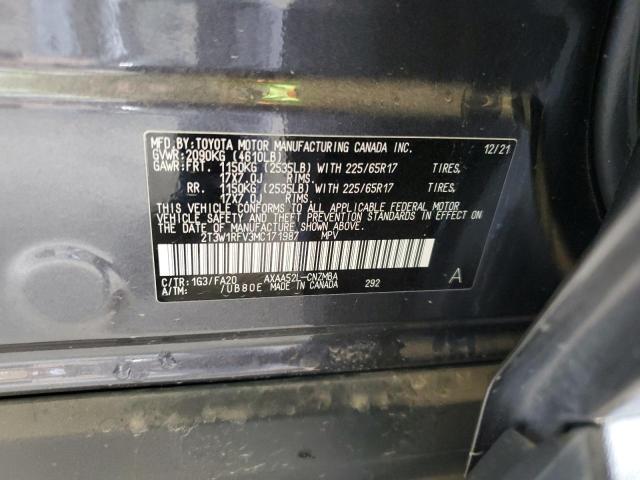 MFD.BY:TOYOTA MOTOR MANUFACTURING CANADA INC. 12/21
GVWR:2090KG (4610LB)
GAWR:FRT. 1150KG (2535LB) WITH 225/65R17 TIRES,
17X7.0J RIMS.
RR. 1150KG (2535LB) WITH 225/65R17 TIRES,
17X7.0J RIMS.
THIS VEHICLE CONFORMS TO ALL APPLICABLE FEDERAL MOTOR
VEHICLE SAFETY AND THEFT PREVENTION STANDARDS IN EFFECT ON
THE DATE OF MANUFACTURE SHOWN ABOVE.
2T3W1RFV3MC171987 MPV
C/TR:1G3/FA20 AXAA52L-CNZMBA A
A/TM: /UB80E MADE IN CANADA 292